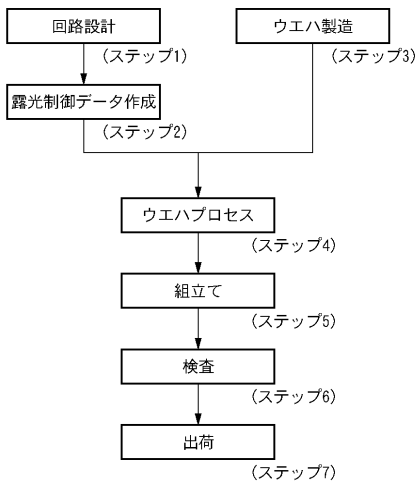 回路設計
(ステップ1)
ウエハ製造
(ステップ3)
露光制御データ作成
(ステップ2)
ウエハプロセス
(ステップ4)
組立て
(ステップ5)
検査
(ステップ6)
出荷
(ステップ7)